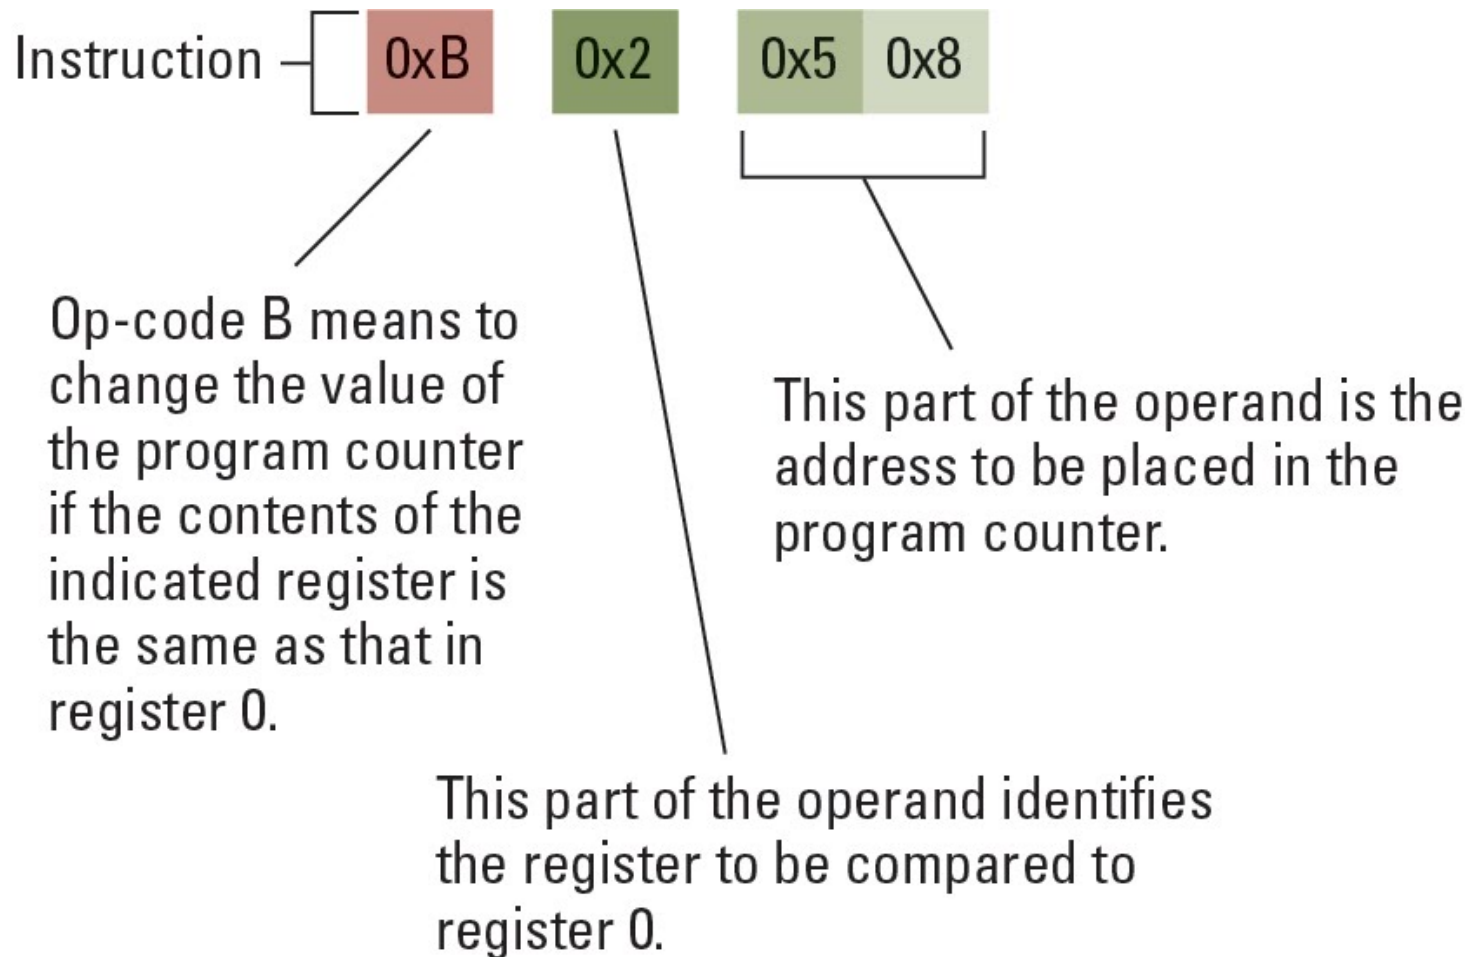 Instruction 0xB 0x2 0x5 0x8
Op-code B means to
change the value of
the program counter
if the contents of the
indicated register is
the same as that in
register 0.
This part of the operand is the
address to be placed in the
program counter.
This part of the operand identifies
the register to be compared to
register 0.